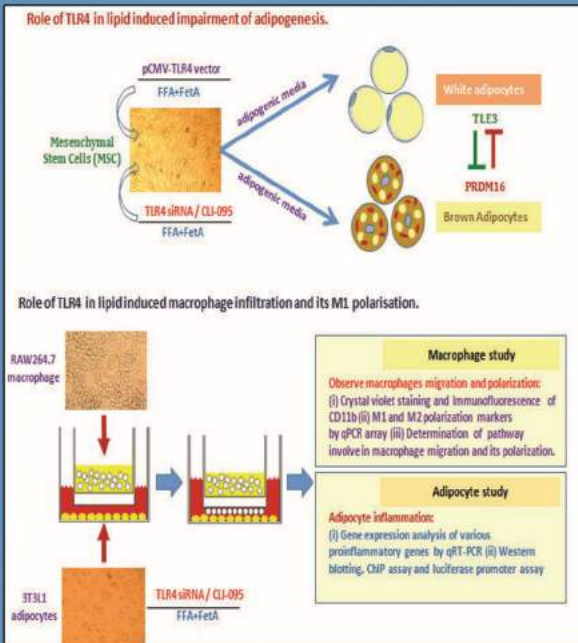 Role of TLR4 in lipid induced impairment of adipogenesis.
pCMV-TLR4 vector
FFA+FetA
Mesenchymal
Stem Cells (MSC)
TLR4 siRNA / CLI-095
FFA+FetA
adipogenic media
adipogenic media
White adipocytes
TLE3
PRDM16
Brown Adipocytes
Role of TLR4 in lipid induced macrophage infiltration and its M1 polarisation.
RAW264.7
macrophage
3T3L1
adipocytes
TLR4 siRNA / CLI-095
FFA+FetA
Macrophage study
Observe macrophages migration and polarization:
(i) Crystal violet staining and Immunofluorescence of
CD11b (ii) M1 and M2 polarization markers
by qPCR array (iii) Determination of pathway
involve in macrophage migration and its polarization.
Adipocyte study
Adipocyte inflammation:
(i) Gene expression analysis of various
proinflammatory genes by qRT-PCR (ii) Western
blotting, ChIP assay and luciferase promoter assay